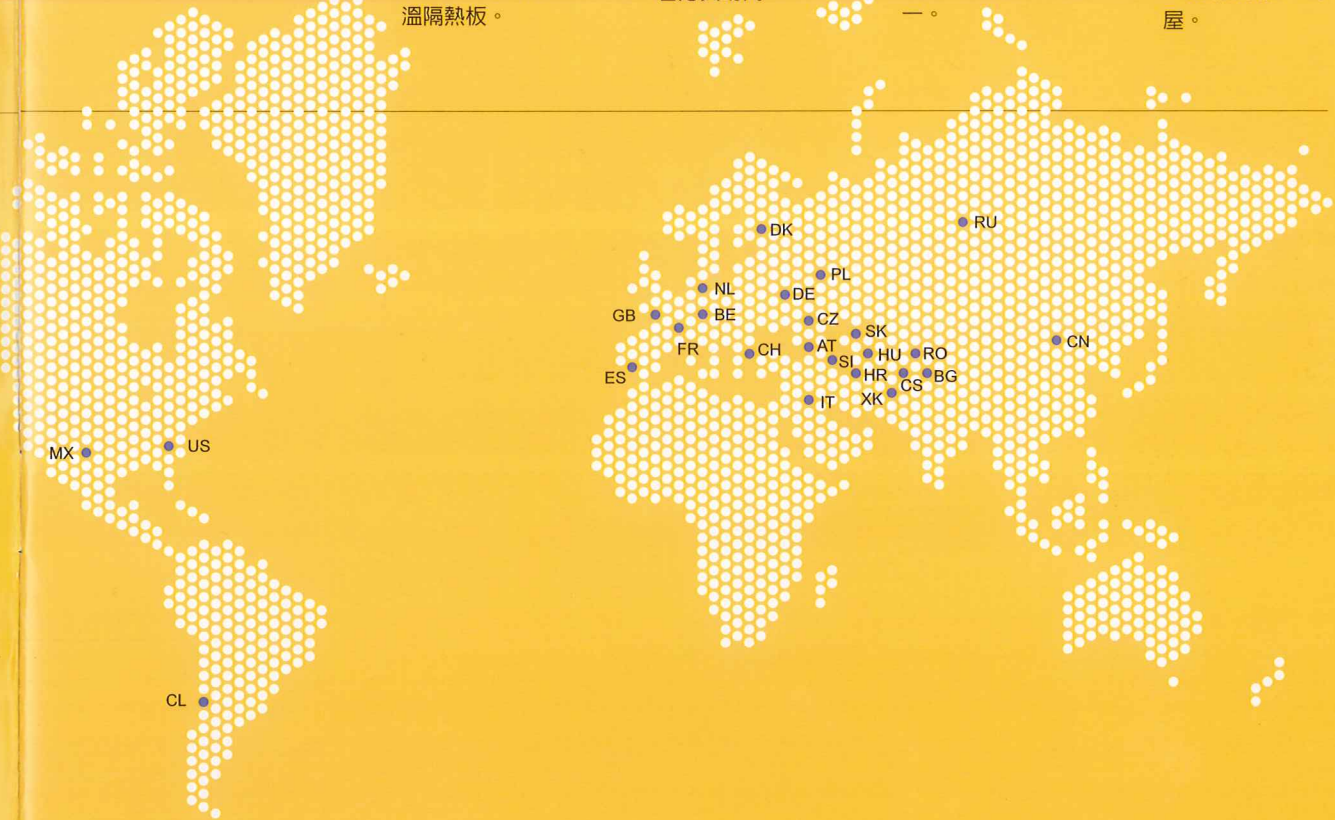 溫隔熱板。
一。
屋。
RU
DK
PL
NL
DE
GB
BE
CZ
SK
CN
FR
CH
AT
SI
HU
RO
ES
HR
CS
BG
XK
IT
MX
US
CL